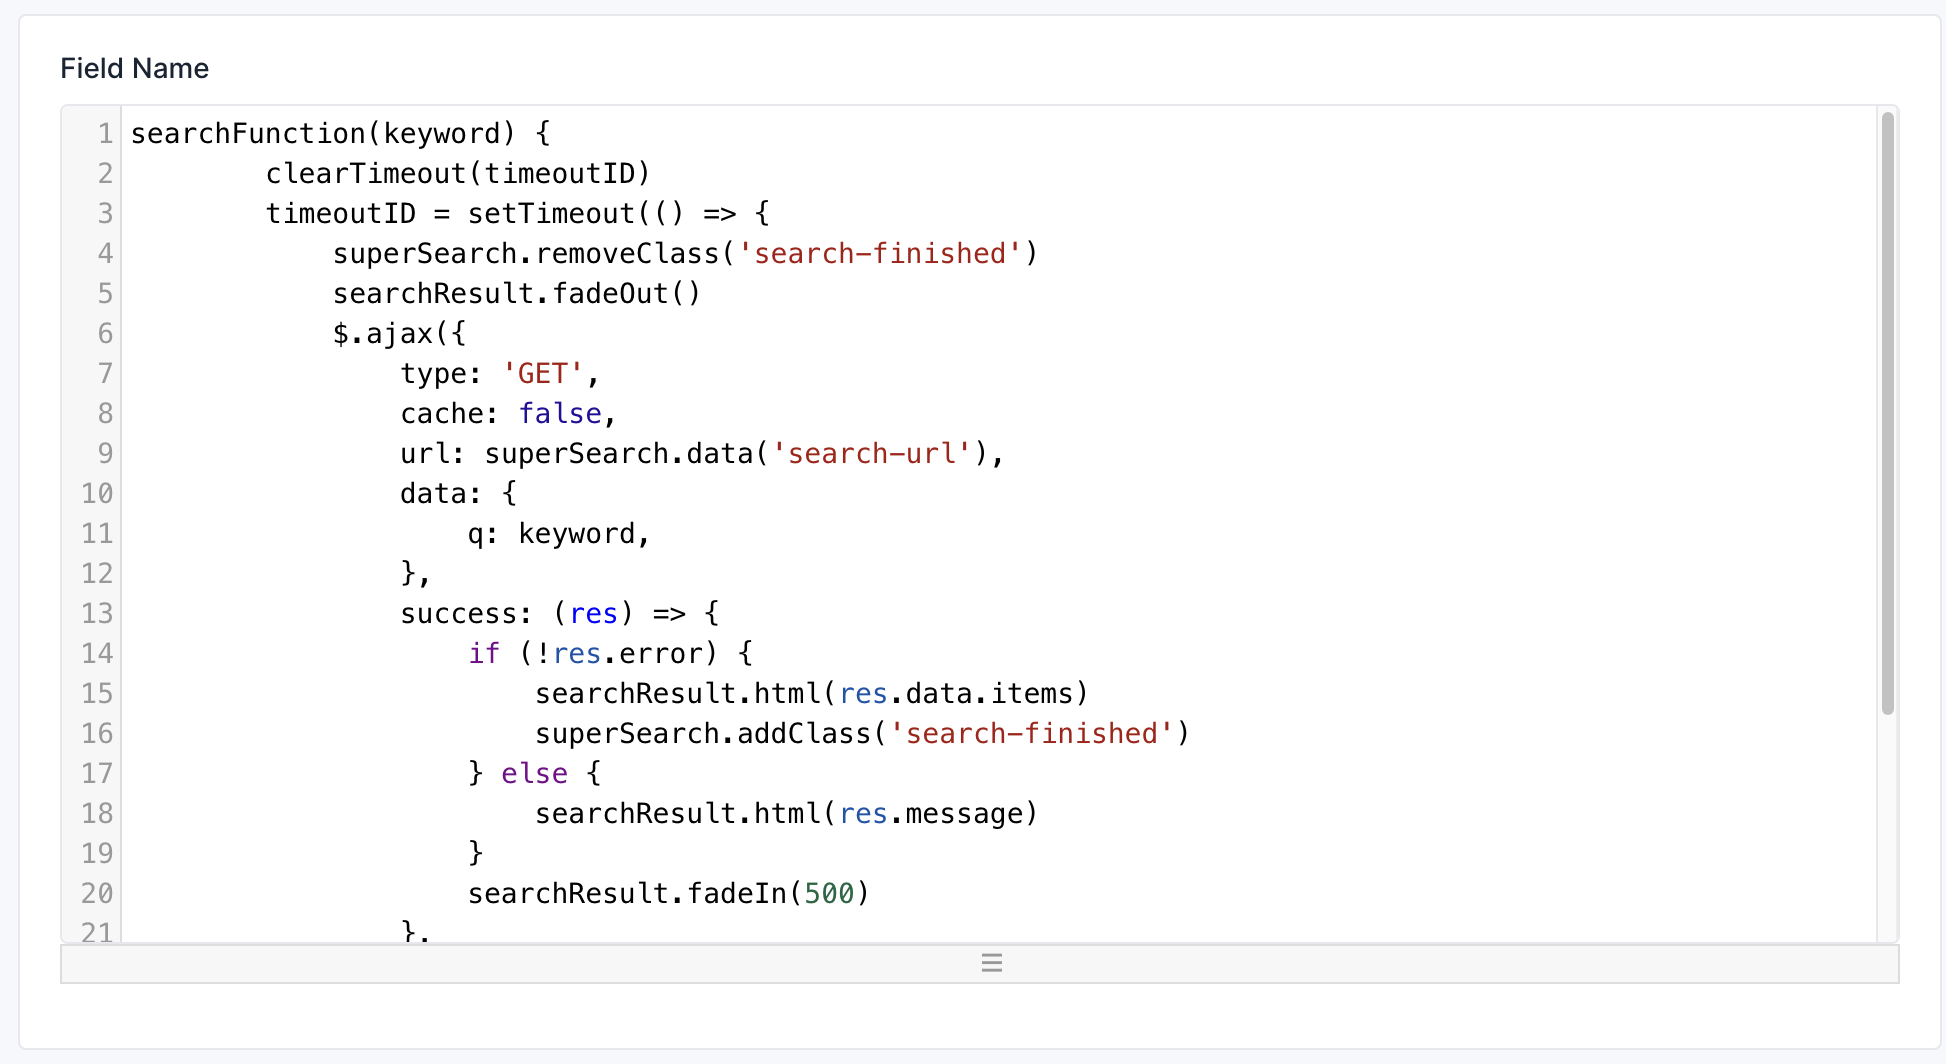 Field Name
1 searchFunction(keyword) {
2         clearTimeout(timeoutID)
3         timeoutID = setTimeout(() => {
4             superSearch.removeClass('search-finished')
5             searchResult.fadeOut()
6             $.ajax({
7                 type: 'GET',
8                 cache: false,
9                 url: superSearch.data('search-url'),
10                 data: {
11                     q: keyword,
12                 },
13                 success: (res) => {
14                     if (!res.error) {
15                         searchResult.html(res.data.items)
16                         superSearch.addClass('search-finished')
17                     } else {
18                         searchResult.html(res.message)
19                     }
20                     searchResult.fadeIn(500)
21                 },